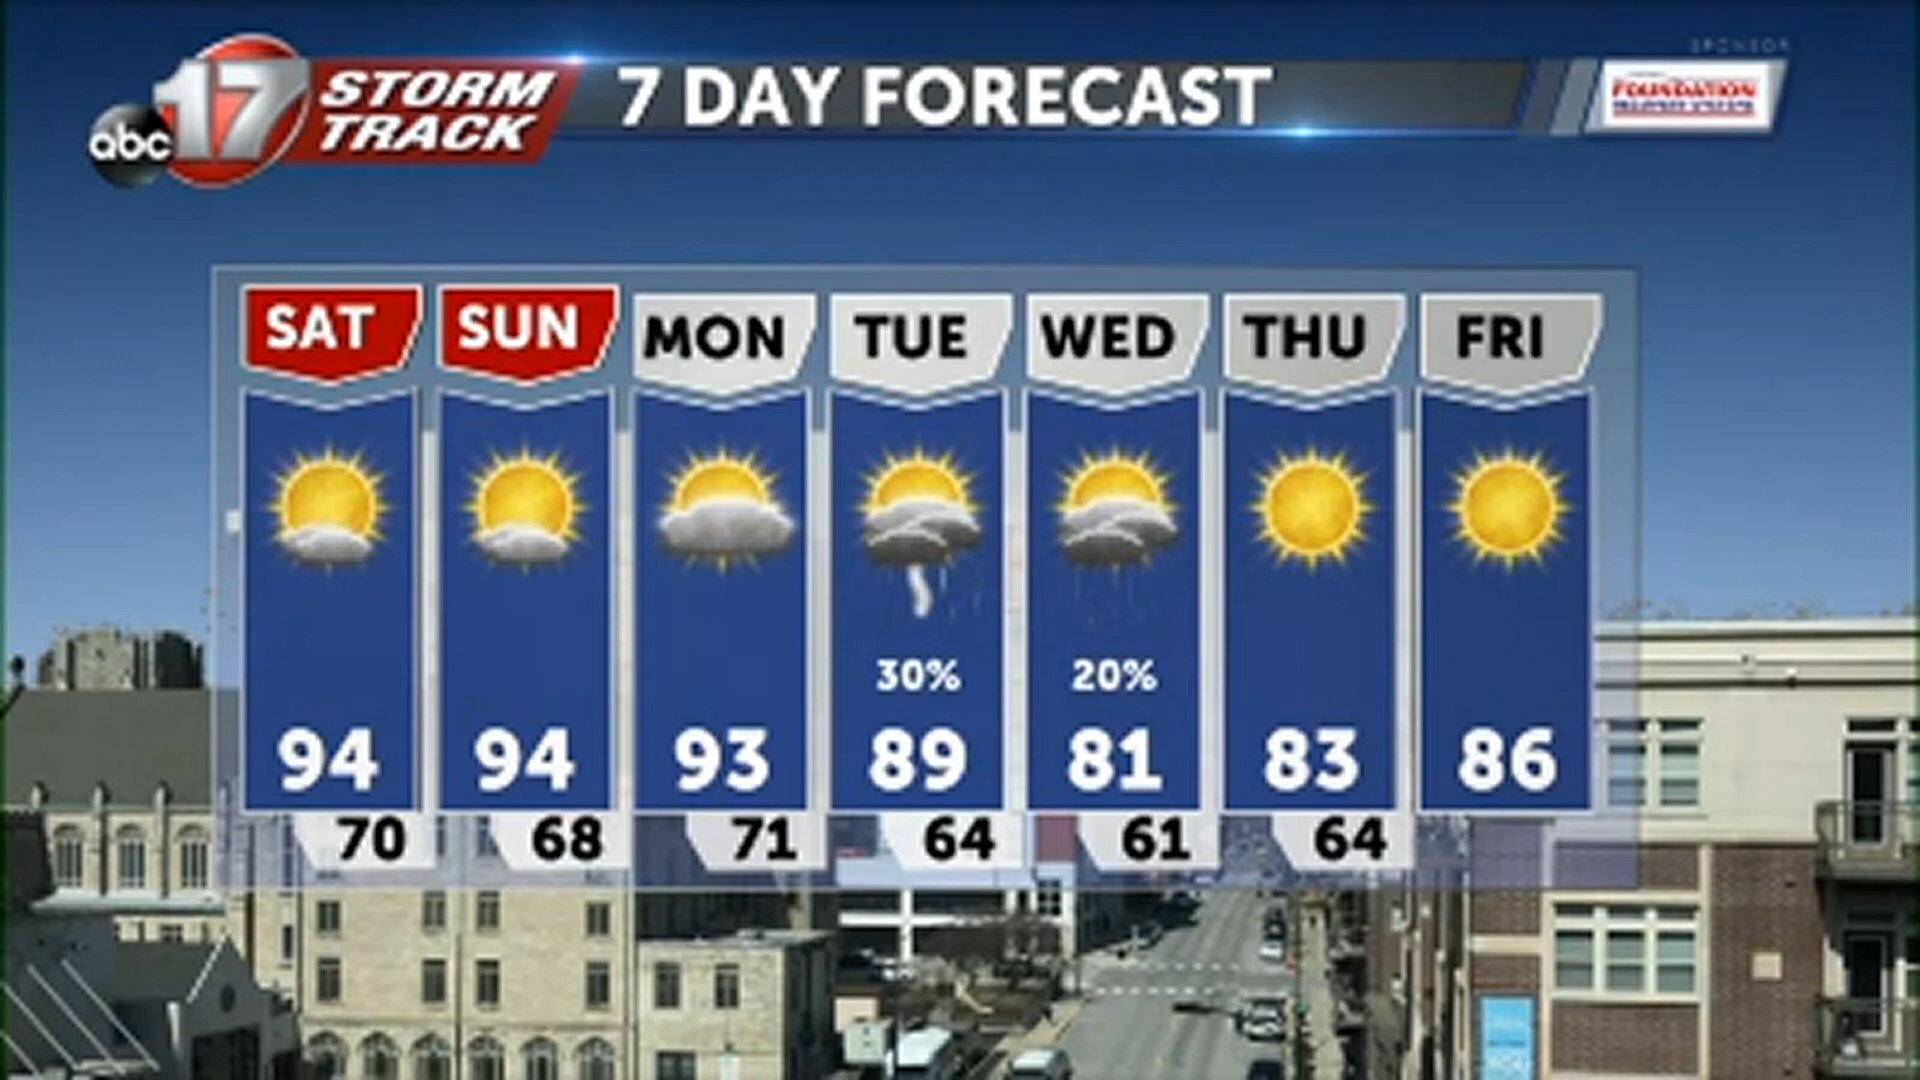 SPONSOR
abc 17 STORM TRACK
7 DAY FORECAST
FOUNDATION
SAT SUN MON TUE WED THU FRI
30% 20%
94 94 93 89 81 83 86
70 68 71 64 61 64